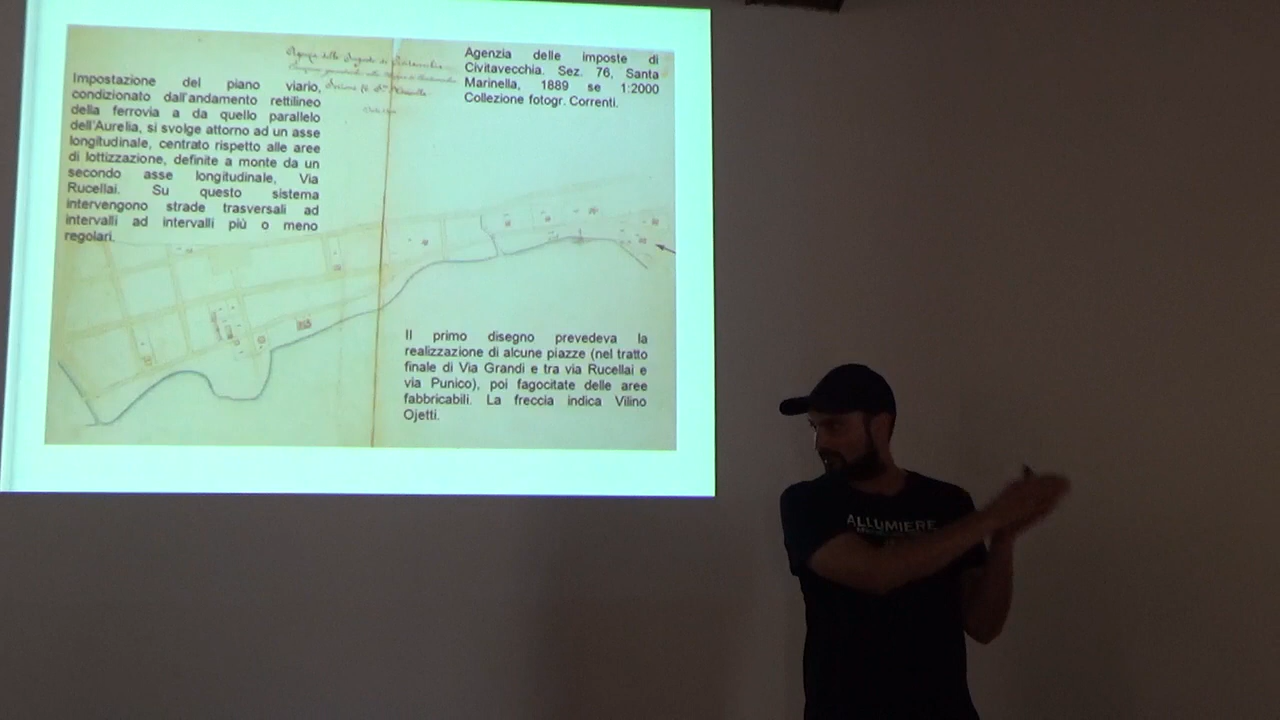 Impostazione del piano viario,
condizionato dall'andamento rettilineo
della ferrovia a da quello parallelo
dell'Aurelia, si svolge attorno ad un asse
longitudinale, centrato rispetto alle aree
di lottizzazione, definite a monte da un
secondo asse longitudinale, Via
Rucellai. Su questo sistema
intervengono strade trasversali ad
intervalli ad intervalli più o meno
regolari.
Agenzia delle imposte di
Civitavecchia. Sez. 76, Santa
Marinella, 1889 se 1:2000
Collezione fotogr. Correnti.
Il primo disegno prevedeva la
realizzazione di alcune piazze (nel tratto
finale di Via Grandi e tra via Rucellai e
via Punico), poi fagocitate delle aree
fabbricabili. La freccia indica Vilino
Ojetti.
ALLUMIERE